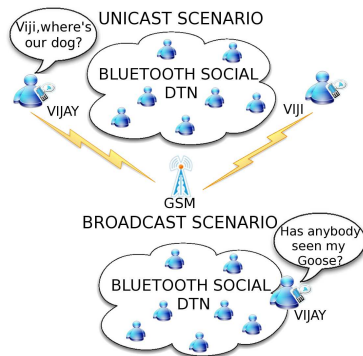 UNICAST SCENARIO
Viji,where's
our dog?
BLUETOOTH SOCIAL
DTN
VIJAY
VIJI
GSM
BROADCAST SCENARIO
Has anybody
seen my
Goose?
BLUETOOTH SOCIAL
DTN
VIJAY